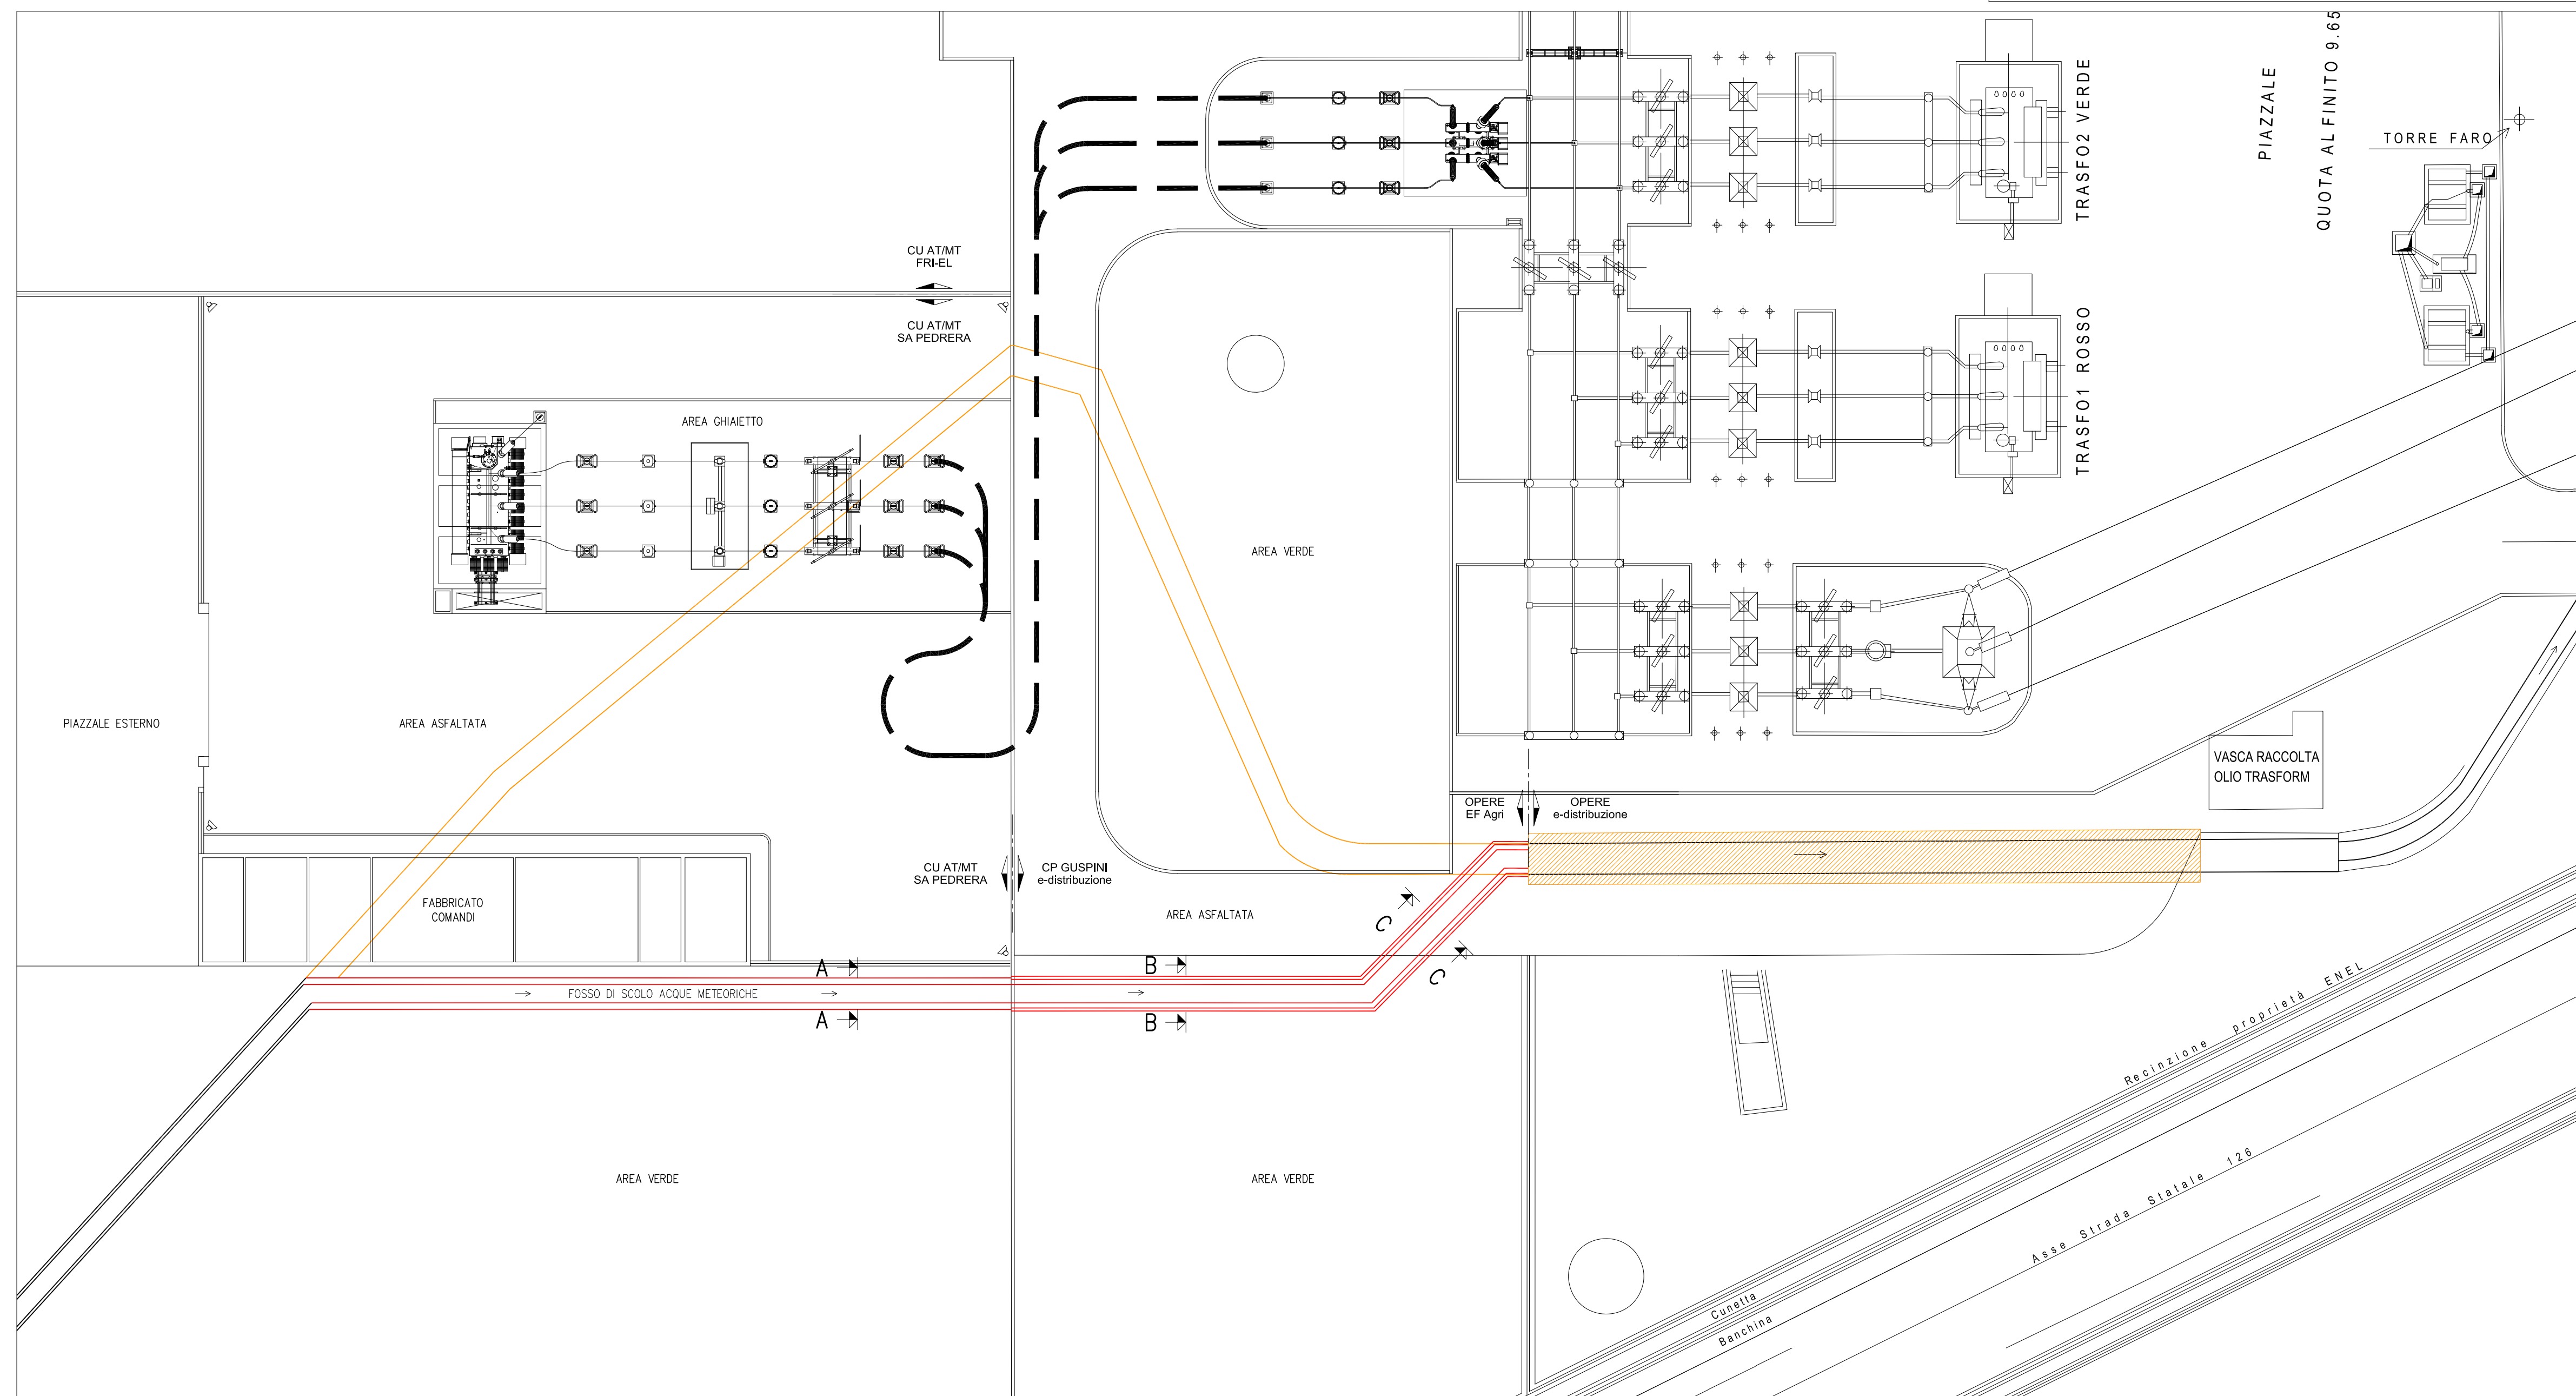 TRASFO2 VERDE
PIAZZALE
QUOTA AL FINITO 9.65
TORRE FARO
CU AT/MT
FRI-EL
CU AT/MT
SA PEDRERA
TRASFO1 ROSSO
AREA GHIAIETTO
AREA VERDE
PIAZZALE ESTERNO
AREA ASFALTATA
VASCA RACCOLTA
OLIO TRASFORM
OPERE
EF Agri
OPERE
e-distribuzione
CU AT/MT
SA PEDRERA
CP GUSPINI
e-distribuzione
FABBRICATO
COMANDI
AREA ASFALTATA
C
C
A
B
FOSSO DI SCOLO ACQUE METEORICHE
A
B
Recinzione proprietà ENEL
AREA VERDE
AREA VERDE
Asse Strada Statale 126
Cunetta
Banchina